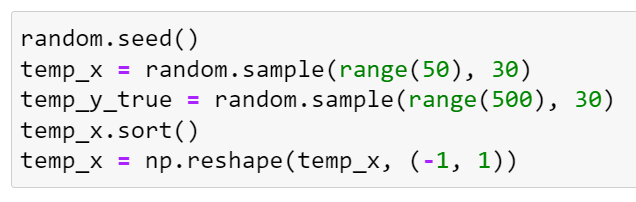 random.seed()
temp_x = random.sample(range(50), 30)
temp_y_true = random.sample(range(500), 30)
temp_x.sort()
temp_x = np.reshape(temp_x, (-1, 1))